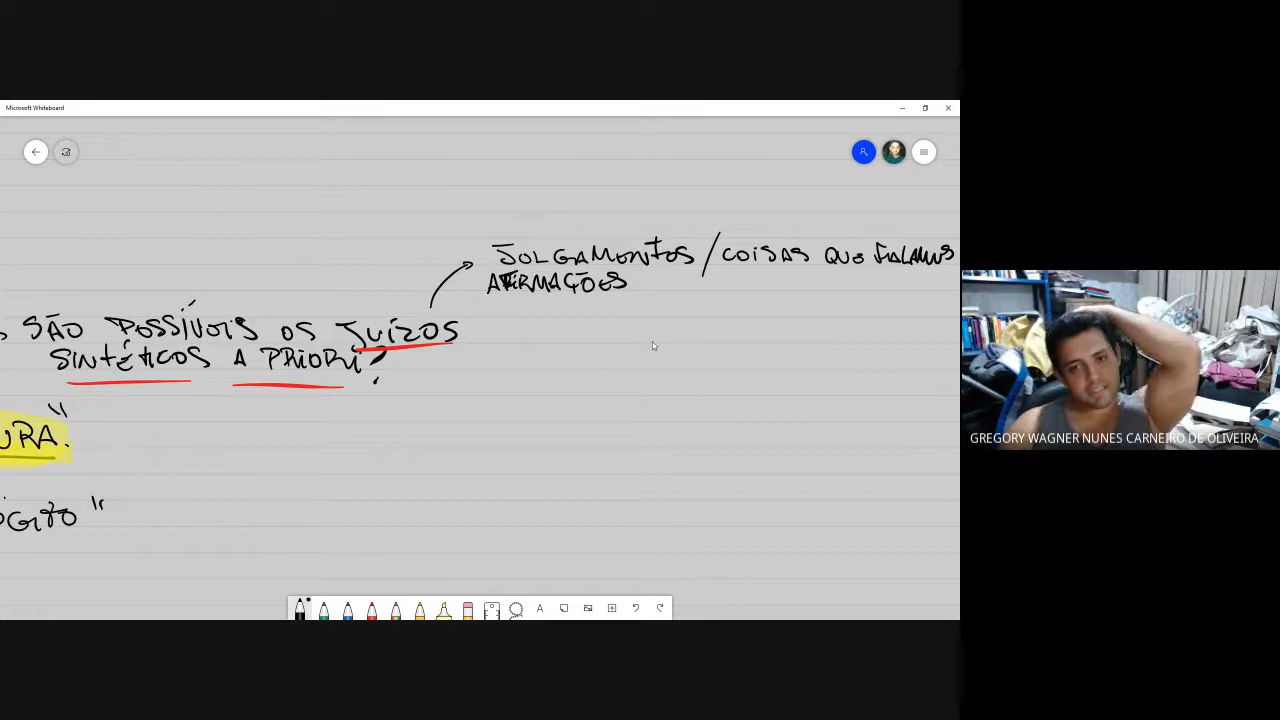 Microsoft Whiteboard
JULGAMENTOS / COISAS QUE FALAMOS
AFIRMAÇÕES
S SÃO POSSÍVEIS OS JUÍZOS
SINTÉTICOS A PRIORI?
URA."
OGITO"
A
GREGORY WAGNER NUNES CARNEIRO DE OLIVEIRA